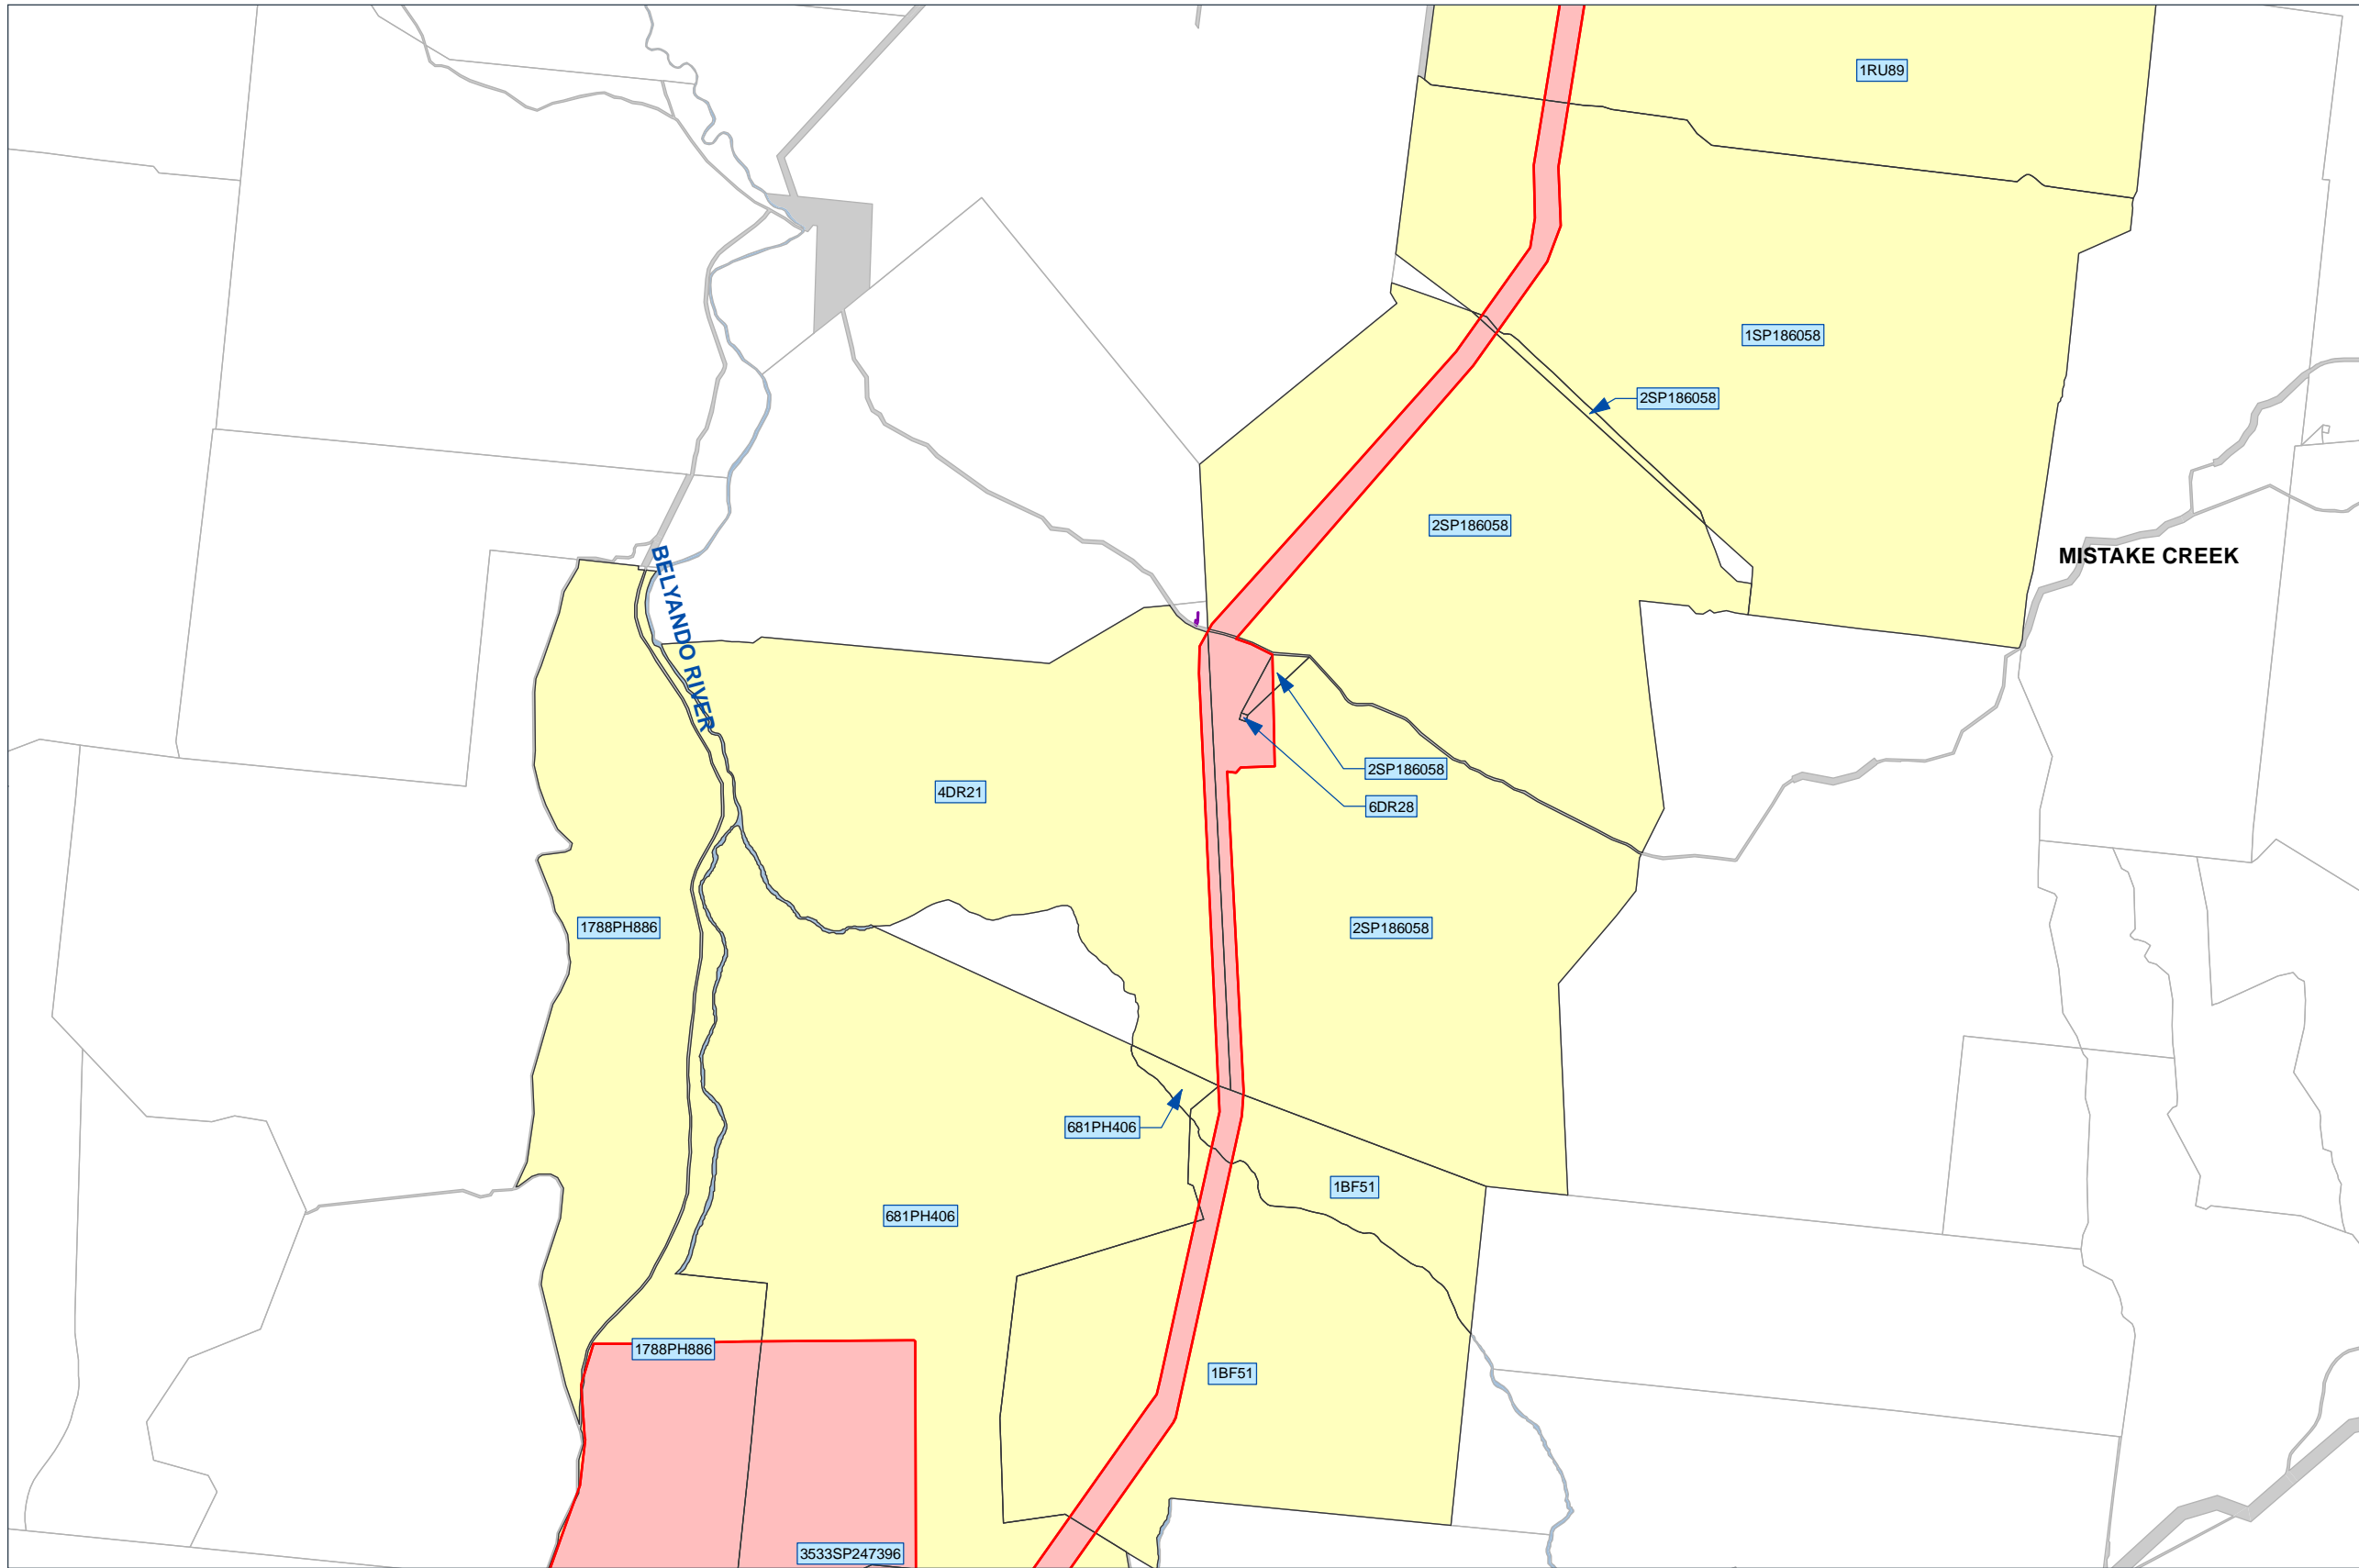 1RU89
1SP186058
2SP186058
2SP186058
MISTAKE CREEK
BELYANDO RIVER
2SP186058
4DR21
6DR28
1788PH886
2SP186058
681PH406
1BF51
681PH406
1788PH886
1BF51
3533SP247396